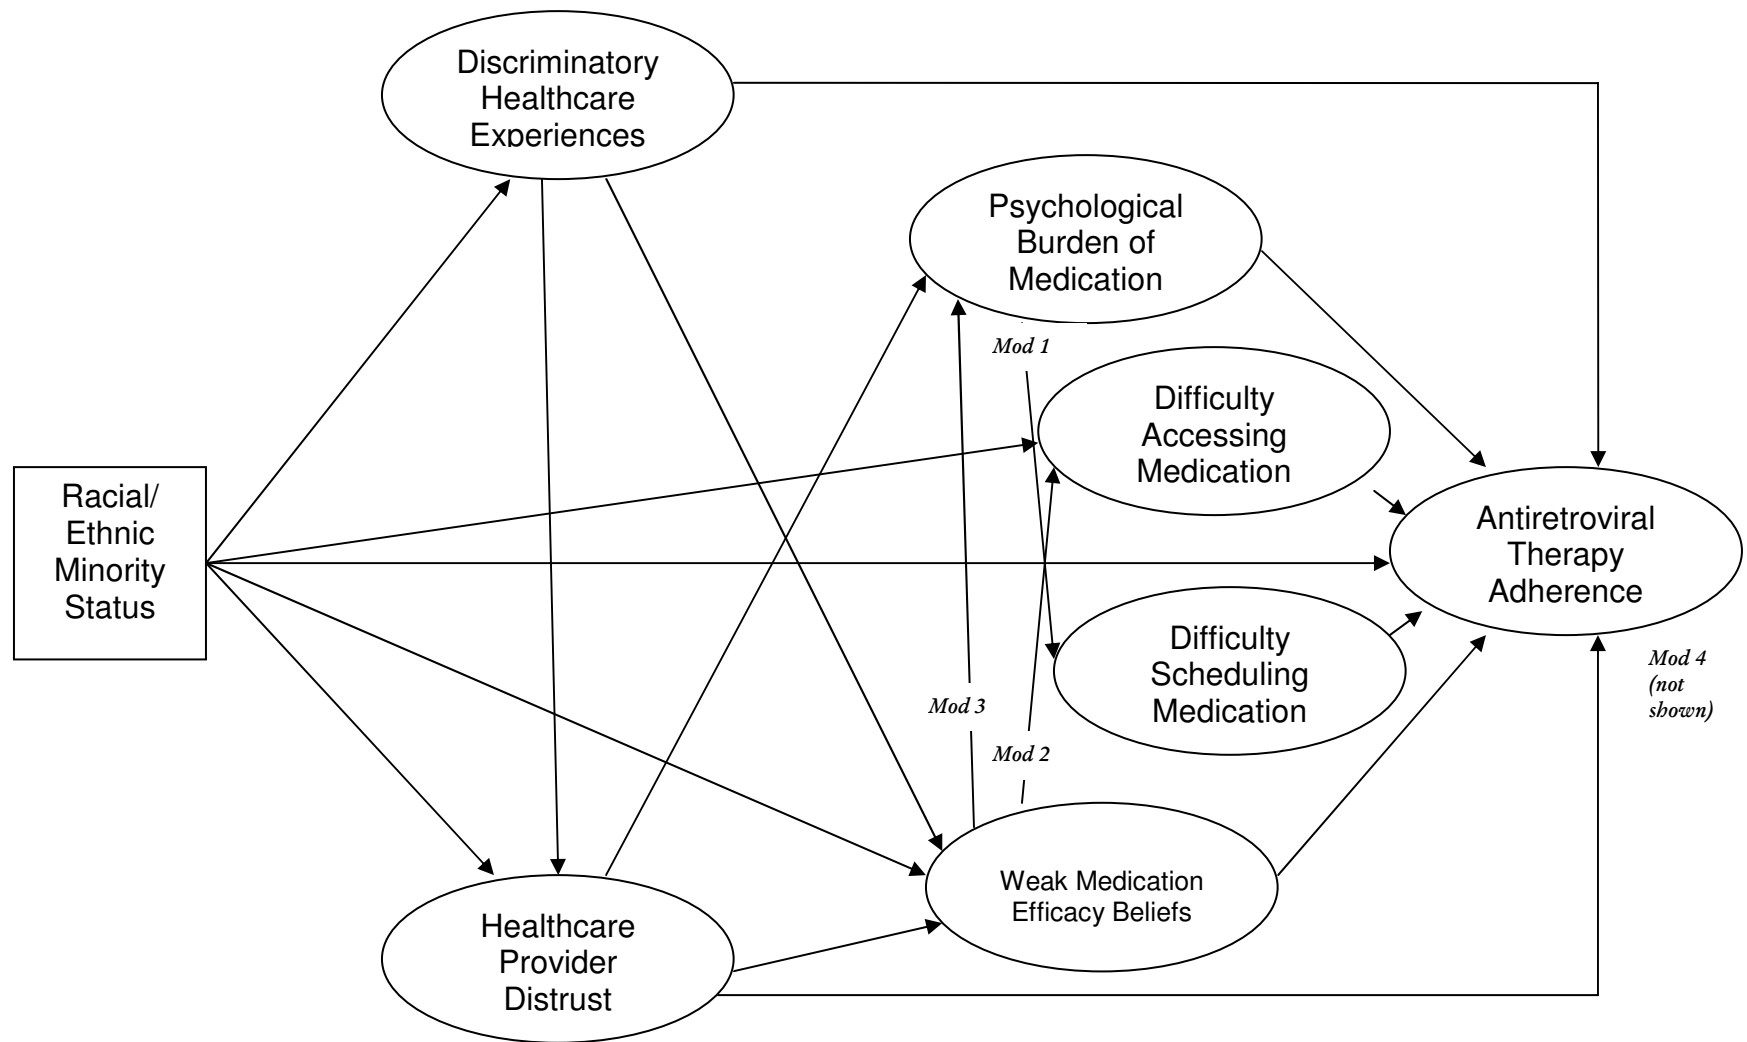 Discriminatory
Healthcare
Experiences
Psychological
Burden of
Medication
Mod 1
Difficulty
Accessing
Medication
Racial/
Ethnic
Minority
Status
Antiretroviral
Therapy
Adherence
Difficulty
Scheduling
Medication
Mod 4
(not
shown)
Mod 3
Mod 2
Weak Medication
Efficacy Beliefs
Healthcare
Provider
Distrust